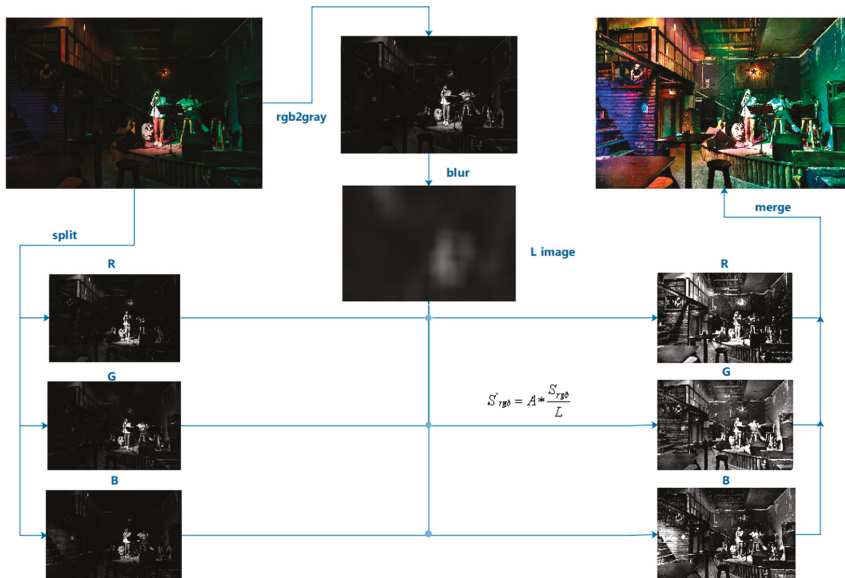 rgb2gray
blur
split
merge
L image
R
R
G
G
S'rgb = A* Srgb / L
B
B